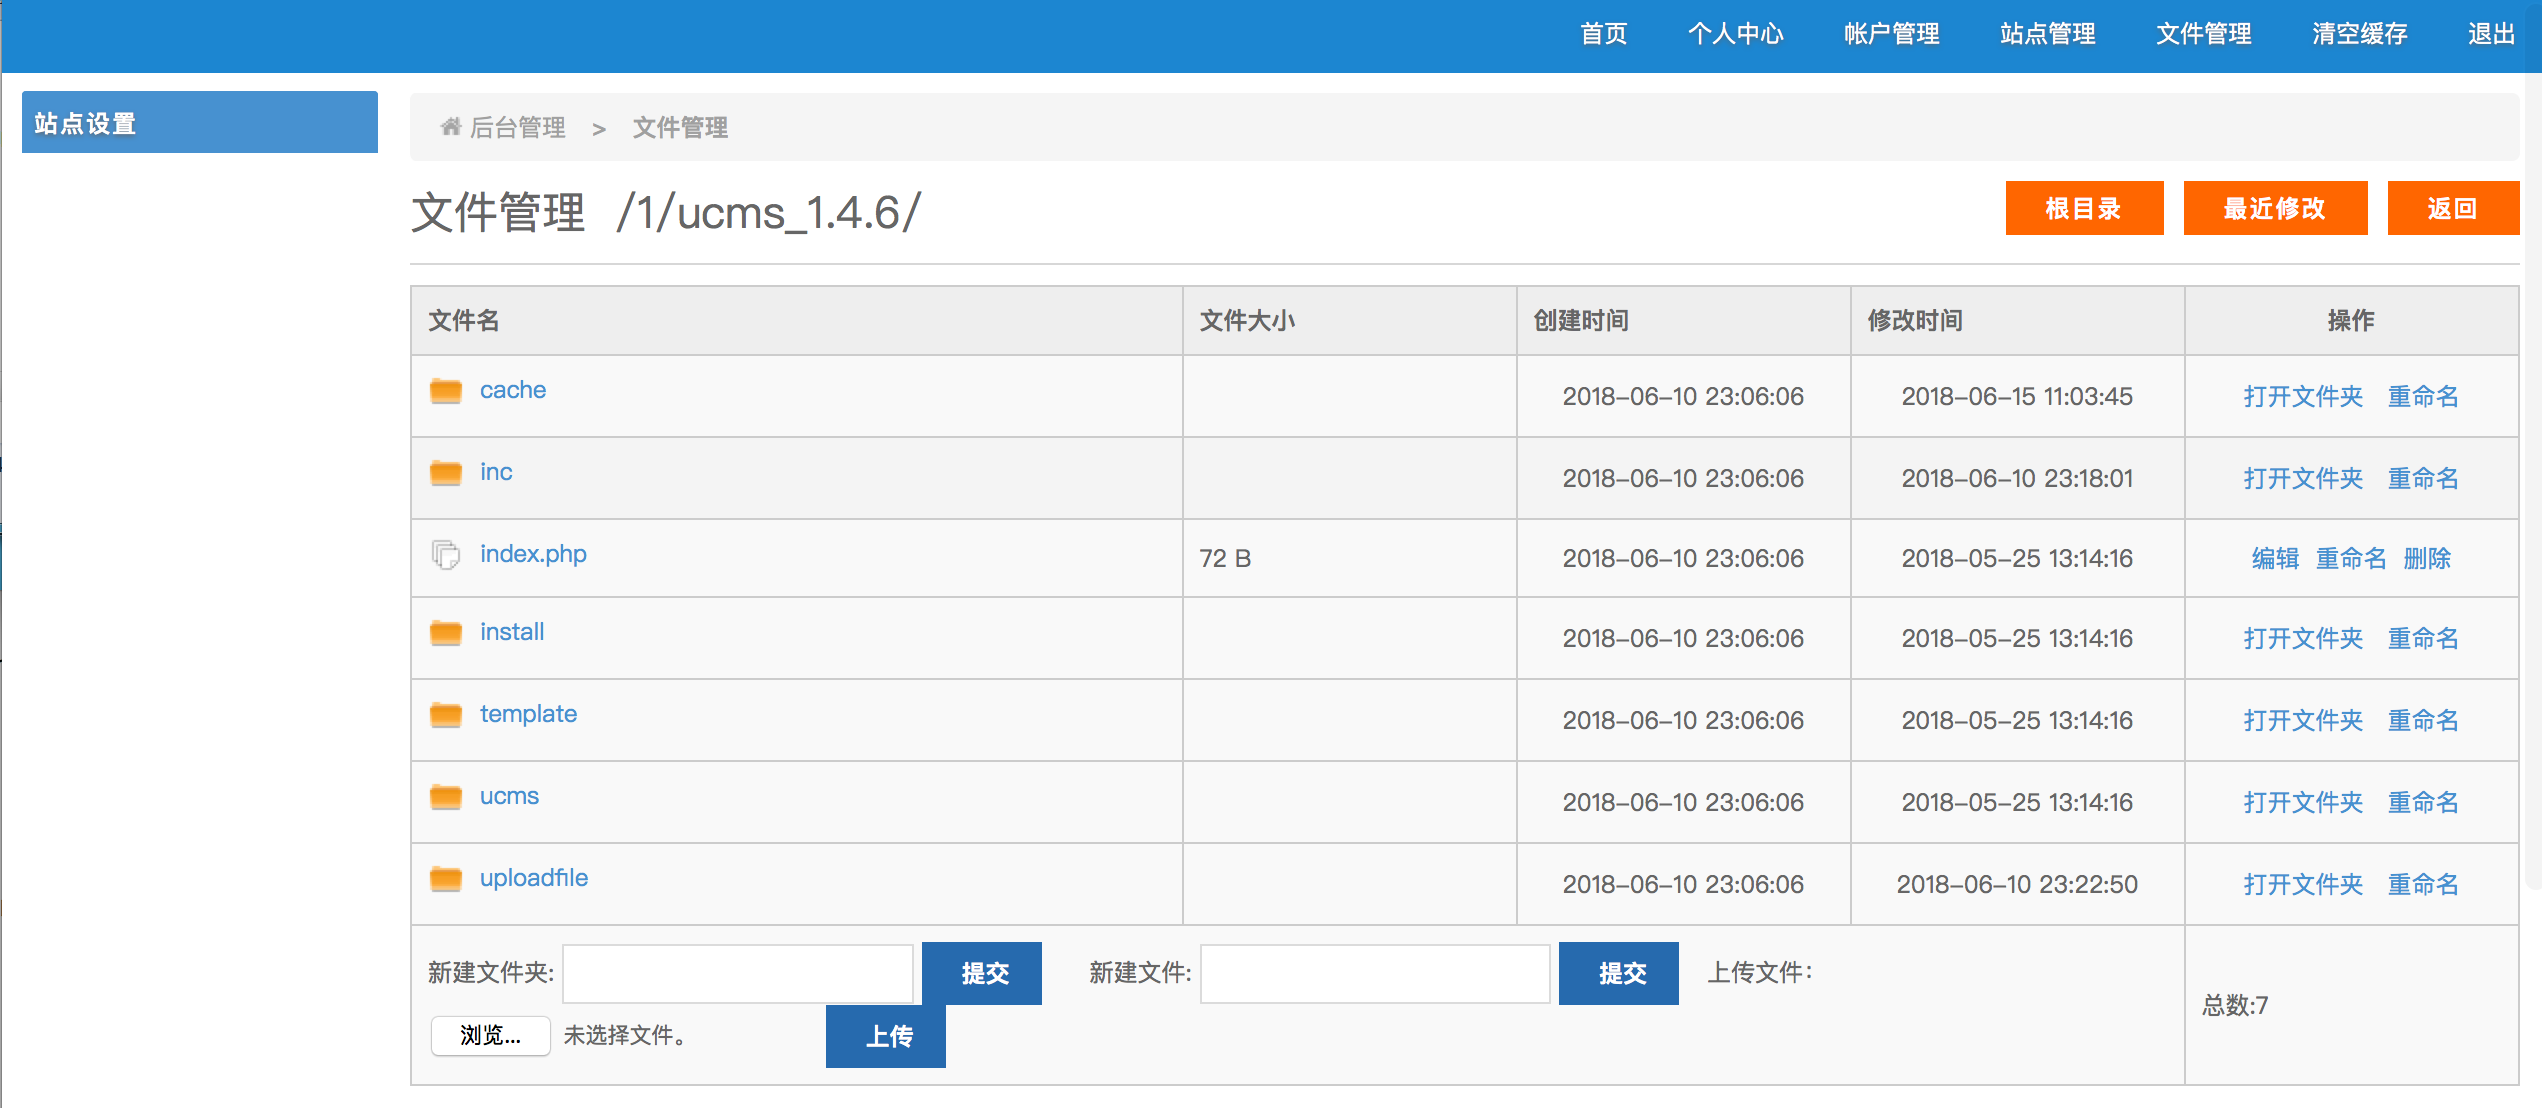 首页 个人中心 帐户管理 站点管理 文件管理 清空缓存 退出
站点设置
后台管理 > 文件管理
文件管理 /1/ucms_1.4.6/
根目录 最近修改 返回
文件名 文件大小 创建时间 修改时间 操作
cache 2018-06-10 23:06:06 2018-06-15 11:03:45 打开文件夹 重命名
inc 2018-06-10 23:06:06 2018-06-10 23:18:01 打开文件夹 重命名
index.php 72 B 2018-06-10 23:06:06 2018-05-25 13:14:16 编辑 重命名 删除
install 2018-06-10 23:06:06 2018-05-25 13:14:16 打开文件夹 重命名
template 2018-06-10 23:06:06 2018-05-25 13:14:16 打开文件夹 重命名
ucms 2018-06-10 23:06:06 2018-05-25 13:14:16 打开文件夹 重命名
uploadfile 2018-06-10 23:06:06 2018-06-10 23:22:50 打开文件夹 重命名
新建文件夹: 提交 新建文件: 提交 上传文件:
浏览... 未选择文件。 上传
总数:7